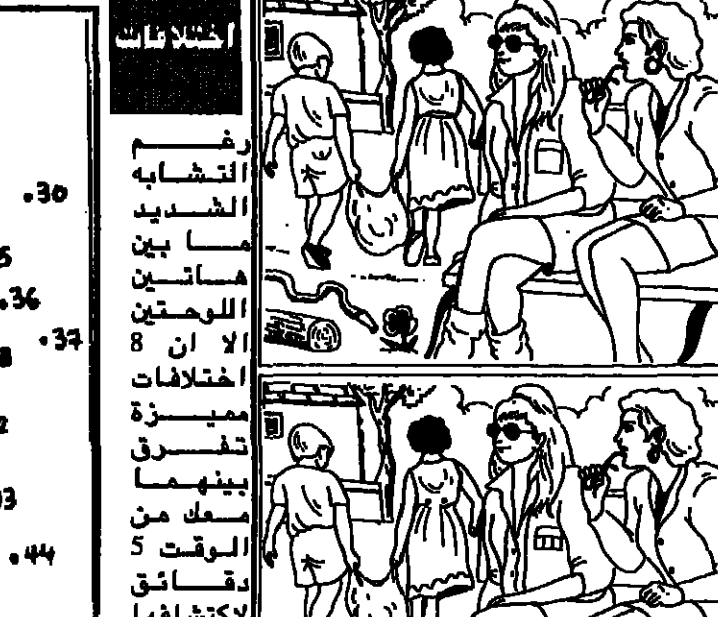 اختلافات
رغم
التشابه
الشديد
ما بين
هاتين
اللوحتين
الا ان 8
اختلافات
مميزة
تفرق
بينهما
معك من
الوقت 5
دقائق
لاكتشافها
.30
.36
.37
.44